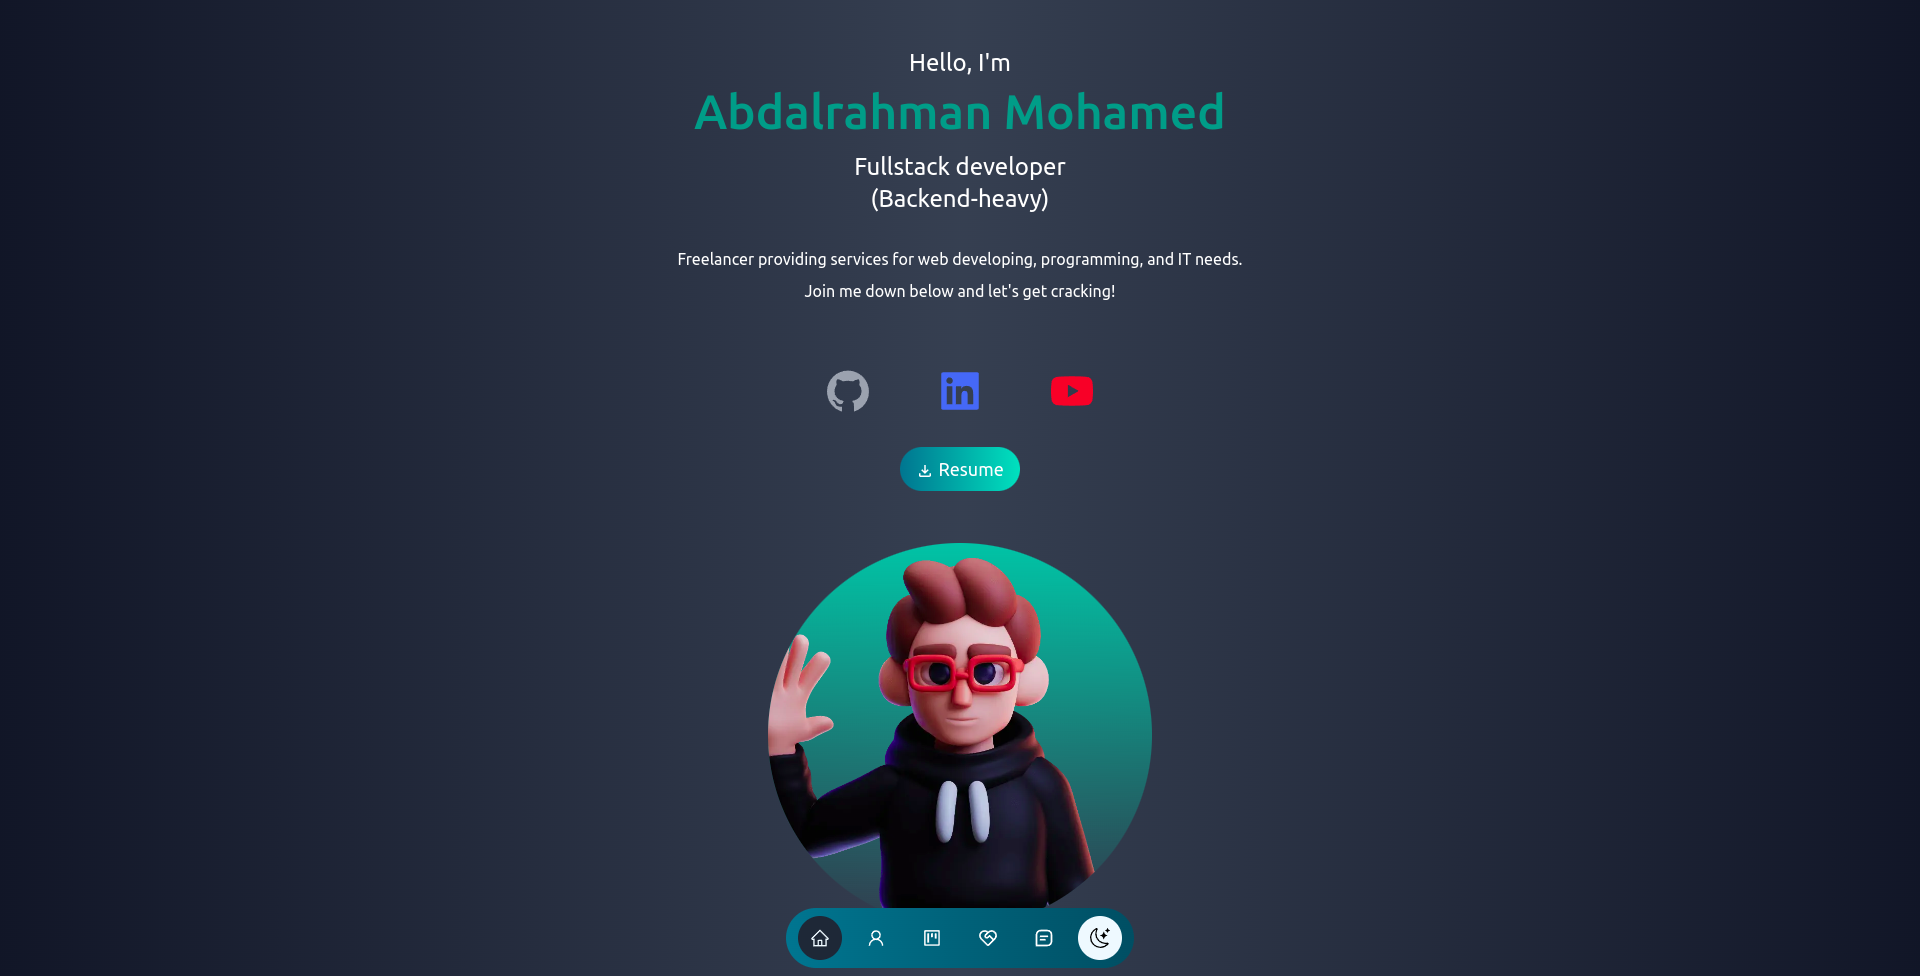 Hello, I'm
Abdalrahman Mohamed
Fullstack developer
(Backend-heavy)
Freelancer providing services for web developing, programming, and IT needs.
Join me down below and let's get cracking!
in
Resume